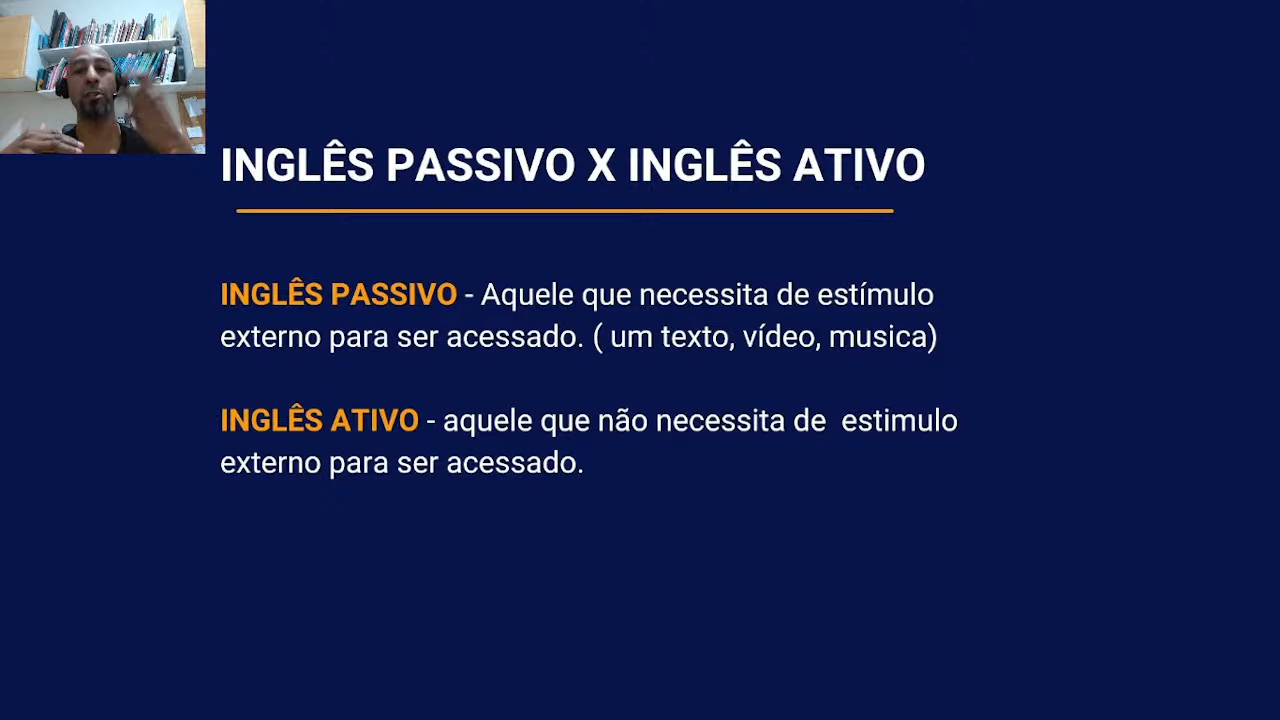 INGLÊS PASSIVO X INGLÊS ATIVO
INGLÊS PASSIVO - Aquele que necessita de estímulo
externo para ser acessado. ( um texto, vídeo, musica)
INGLÊS ATIVO - aquele que não necessita de  estimulo
externo para ser acessado.